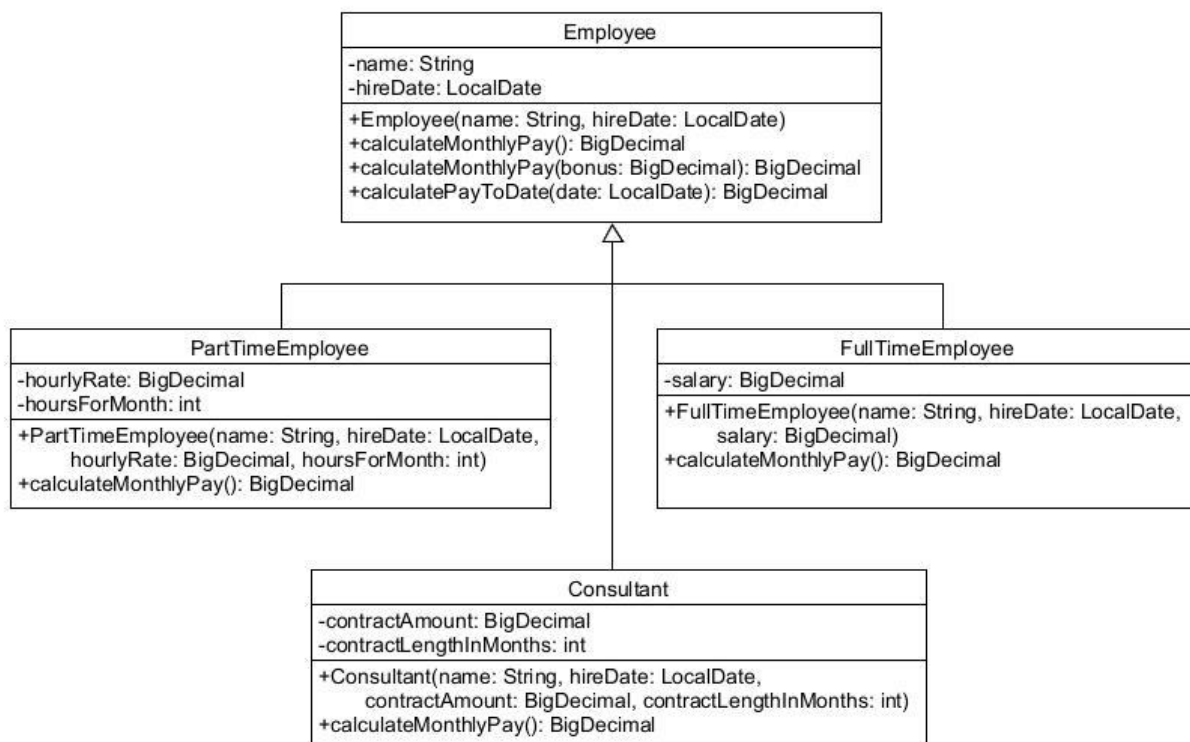 Employee
-name: String
-hireDate: LocalDate
+Employee(name: String, hireDate: LocalDate)
+calculateMonthlyPay(): BigDecimal
+calculateMonthlyPay(bonus: BigDecimal): BigDecimal
+calculatePayToDate(date: LocalDate): BigDecimal
PartTimeEmployee
-hourlyRate: BigDecimal
-hoursForMonth: int
+PartTimeEmployee(name: String, hireDate: LocalDate,
hourlyRate: BigDecimal, hoursForMonth: int)
+calculateMonthlyPay(): BigDecimal
FullTimeEmployee
-salary: BigDecimal
+FullTimeEmployee(name: String, hireDate: LocalDate,
salary: BigDecimal)
+calculateMonthlyPay(): BigDecimal
Consultant
-contractAmount: BigDecimal
-contractLengthInMonths: int
+Consultant(name: String, hireDate: LocalDate,
contractAmount: BigDecimal, contractLengthInMonths: int)
+calculateMonthlyPay(): BigDecimal